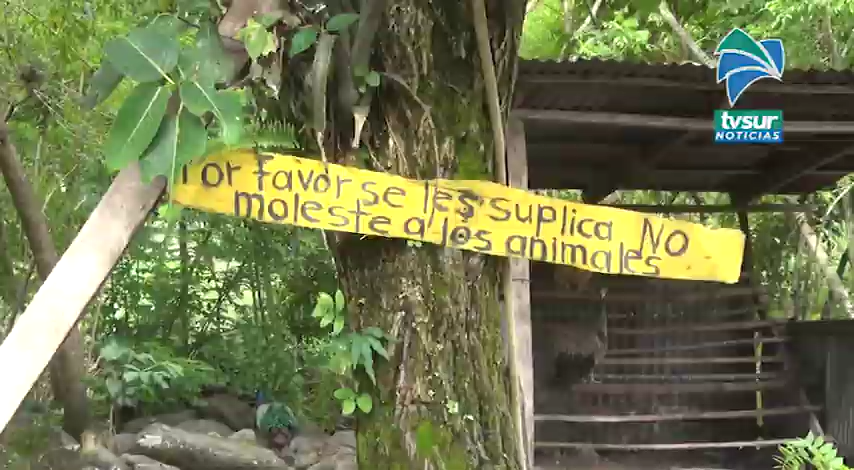 Por favor se les suplica NO
moleste a los animales
tvsur
NOTICIAS